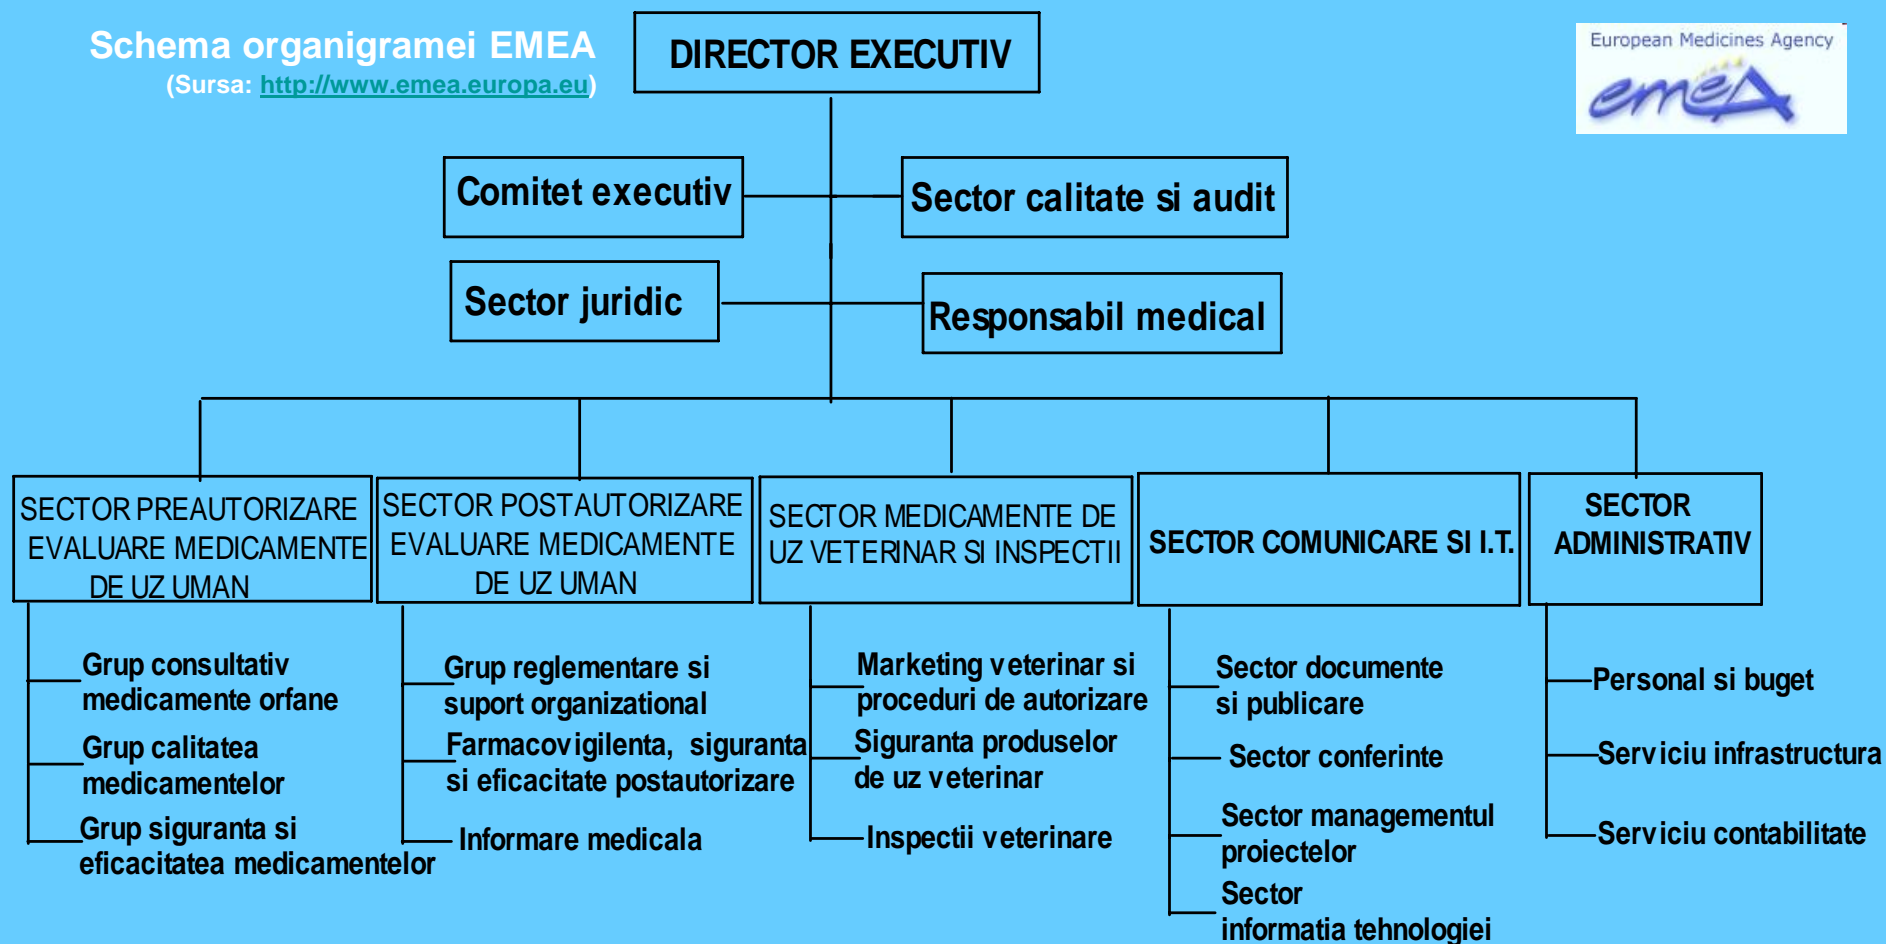 Schema organigramei EMEA
(Sursa: http://www.emea.europa.eu)
DIRECTOR EXECUTIV
European Medicines Agency
emeA
Comitet executiv
Sector calitate si audit
Sector juridic
Responsabil medical
SECTOR PREAUTORIZARE
EVALUARE MEDICAMENTE
DE UZ UMAN
Grup consultativ
medicamente orfane
Grup calitatea
medicamentelor
Grup siguranta si
eficacitatea medicamentelor
SECTOR POSTAUTORIZARE
EVALUARE MEDICAMENTE
DE UZ UMAN
Grup reglementare si
suport organizational
Farmacovigilenta, siguranta
si eficacitate postautorizare
Informare medicala
SECTOR MEDICAMENTE DE
UZ VETERINAR SI INSPECTII
Marketing veterinar si
proceduri de autorizare
Siguranta produselor
de uz veterinar
Inspectii veterinare
SECTOR COMUNICARE SI I.T.
Sector documente
si publicare
Sector conferinte
Sector managementul
proiectelor
Sector
informatia tehnologiei
SECTOR
ADMINISTRATIV
Personal si buget
Serviciu infrastructura
Serviciu contabilitate